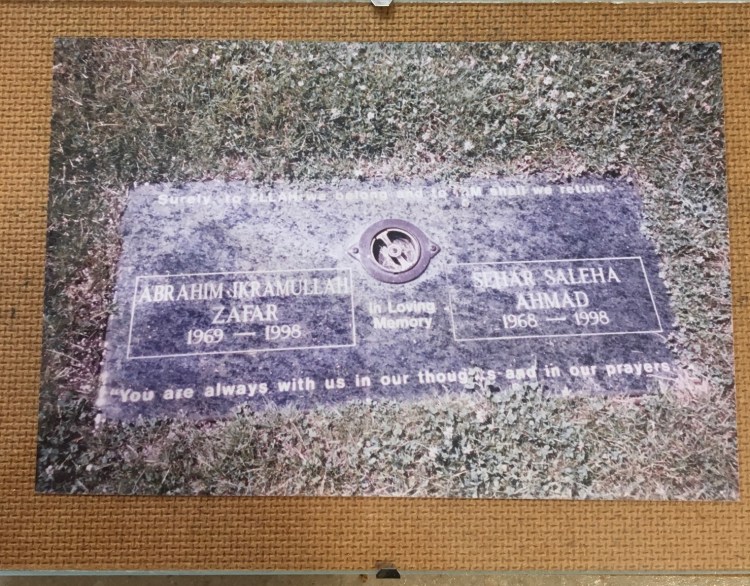 Surely, to ALLAH we belong and to HIM shall we return.
ABRAHIM IKRAMULLAH
ZAFAR
1969 — 1998
In Loving
Memory
SEHAR SALEHA
AHMAD
1968 — 1998
"You are always with us in our thoughts and in our prayers.